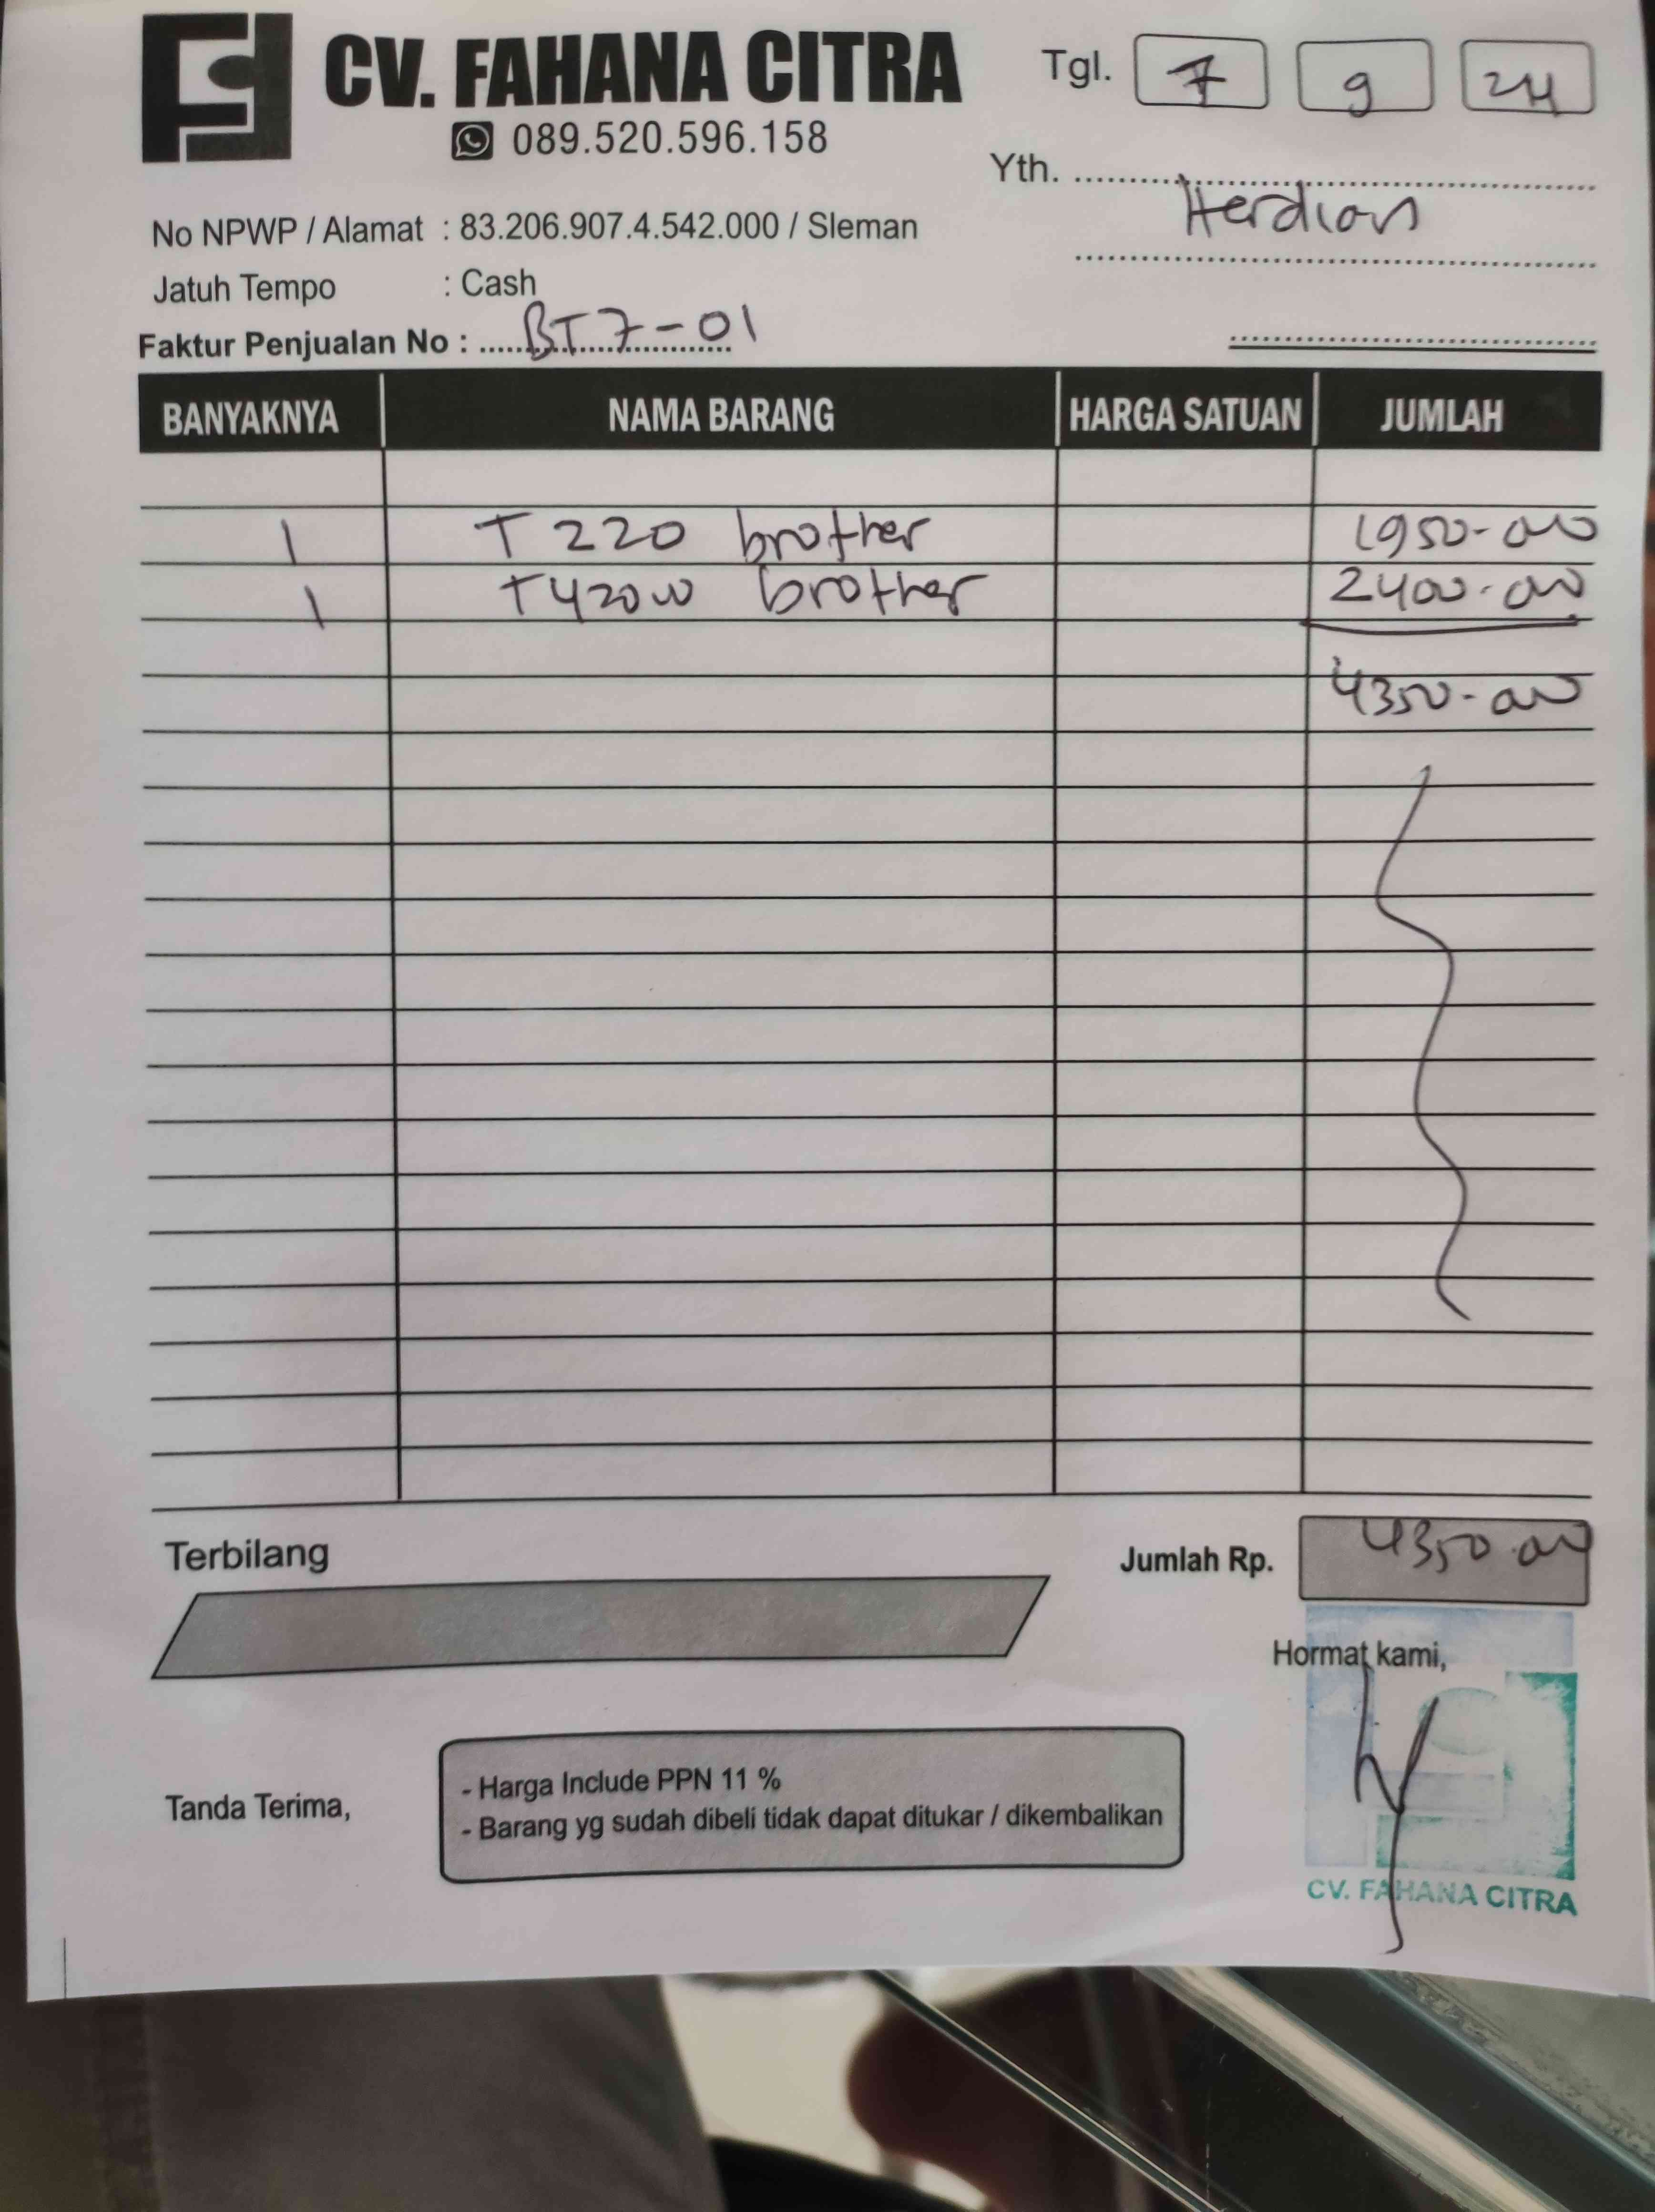 CV. FAHANA CITRA
089.520.596.158
Tgl. 7 9 24
Yth. Herdian
No NPWP / Alamat : 83.206.907.4.542.000 / Sleman
Jatuh Tempo : Cash
Faktur Penjualan No : BT7-01
BANYAKNYA NAMA BARANG HARGA SATUAN JUMLAH
1 T220 brother 1950-000
1 T420W brother 2400-000
4350-000
Terbilang
Jumlah Rp. 4350.000
Hormat kami,
Tanda Terima,
- Harga Include PPN 11 %
- Barang yg sudah dibeli tidak dapat ditukar / dikembalikan
CV. FAHANA CITRA